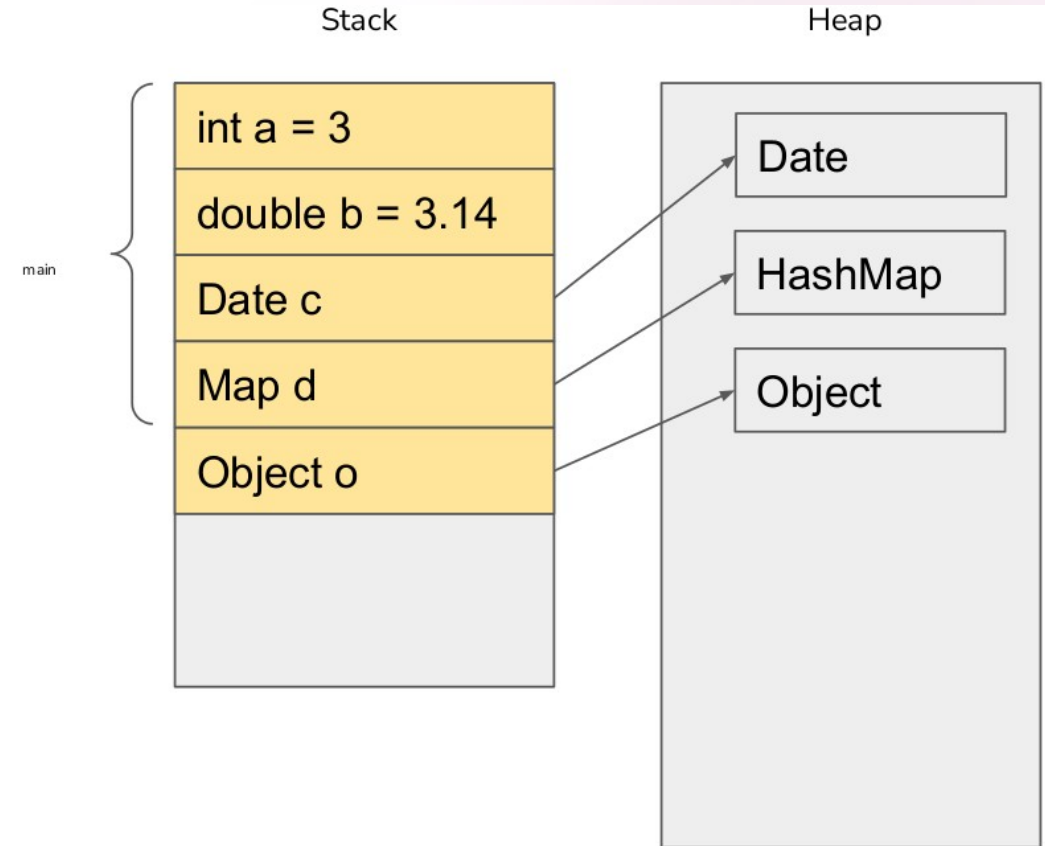 Stack
Heap
int a = 3
double b = 3.14
Date c
Map d
Object o
main
Date
HashMap
Object